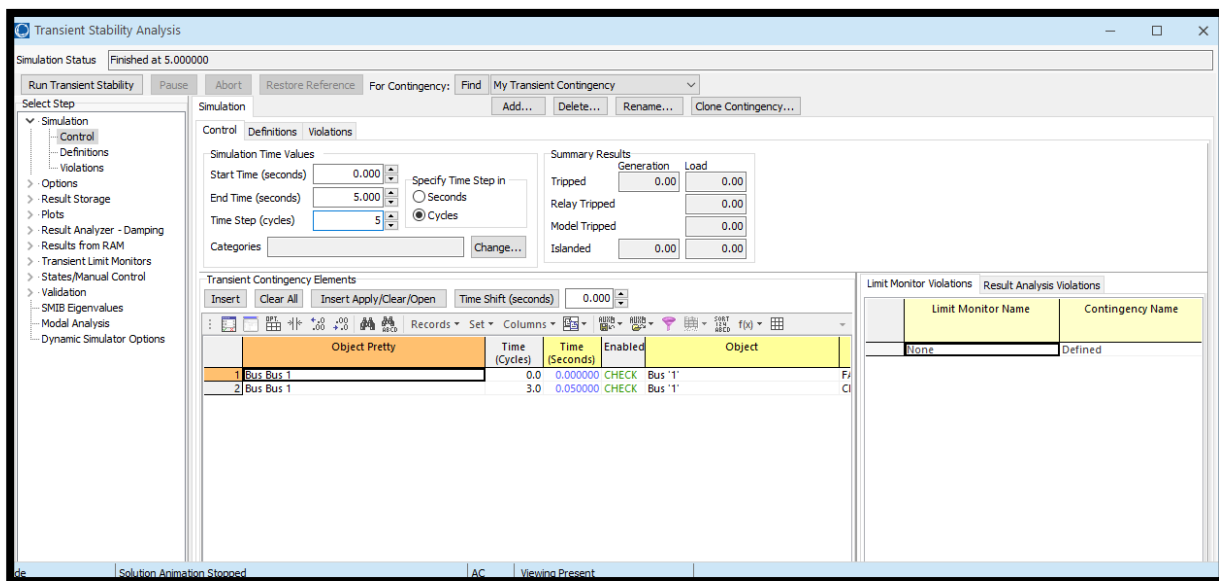 Transient Stability Analysis
Simulation Status Finished at 5.000000
Run Transient Stability Pause Abort Restore Reference For Contingency: Find My Transient Contingency
Select Step
Simulation
Control
Definitions
Violations
Options
Result Storage
Plots
Result Analyzer - Damping
Results from RAM
Transient Limit Monitors
States/Manual Control
Validation
SMIB Eigenvalues
Modal Analysis
Dynamic Simulator Options
Simulation Add... Delete... Rename... Clone Contingency...
Control Definitions Violations
Simulation Time Values
Start Time (seconds) 0.000
End Time (seconds) 5.000
Time Step (cycles) 5
Specify Time Step in
Seconds
Cycles
Categories Change...
Summary Results
Generation Load
Tripped 0.00 0.00
Relay Tripped 0.00
Model Tripped 0.00
Islanded 0.00 0.00
Transient Contingency Elements
Insert Clear All Insert Apply/Clear/Open Time Shift (seconds) 0.000
Records Set Columns f(x)
Object Pretty Time (Cycles) Time (Seconds) Enabled Object
1 Bus Bus 1 0.0 0.000000 CHECK Bus '1'
2 Bus Bus 1 3.0 0.050000 CHECK Bus '1'
Limit Monitor Violations Result Analysis Violations
Limit Monitor Name Contingency Name
None Defined
de Solution Animation Stopped AC Viewing Present